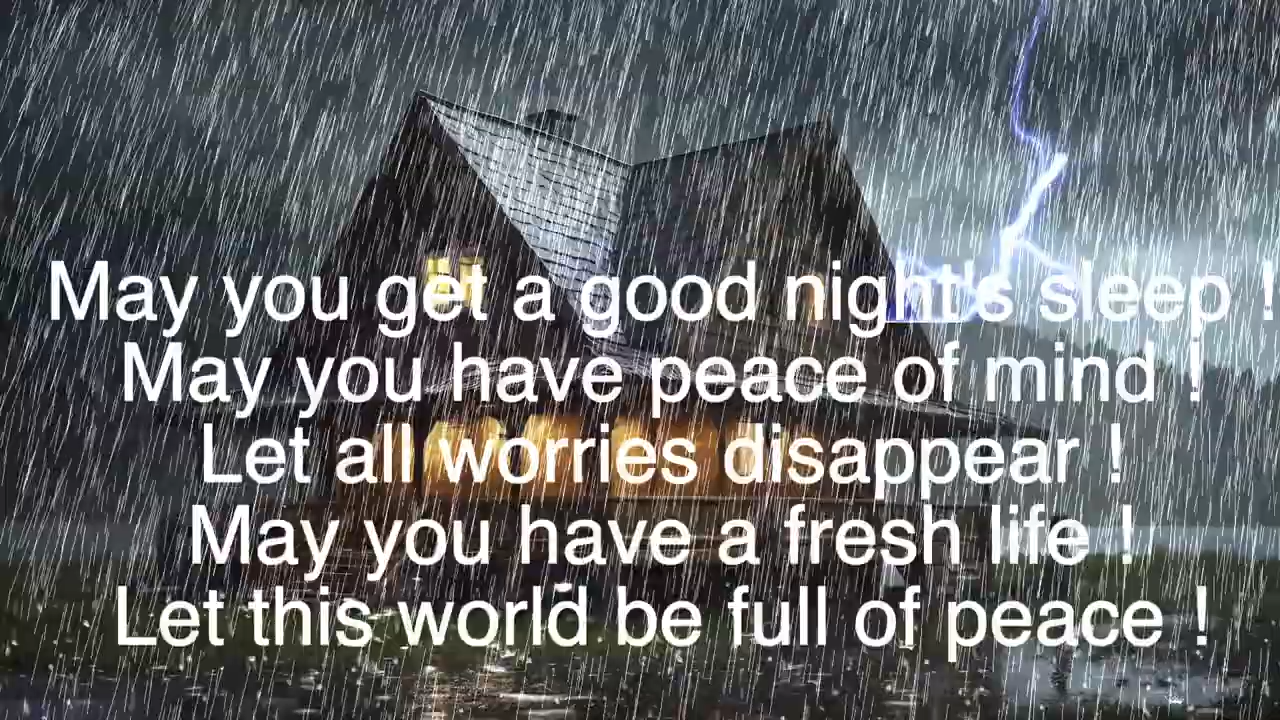 May you get a good night's sleep !
May you have peace of mind !
Let all worries disappear !
May you have a fresh life !
Let this world be full of peace !